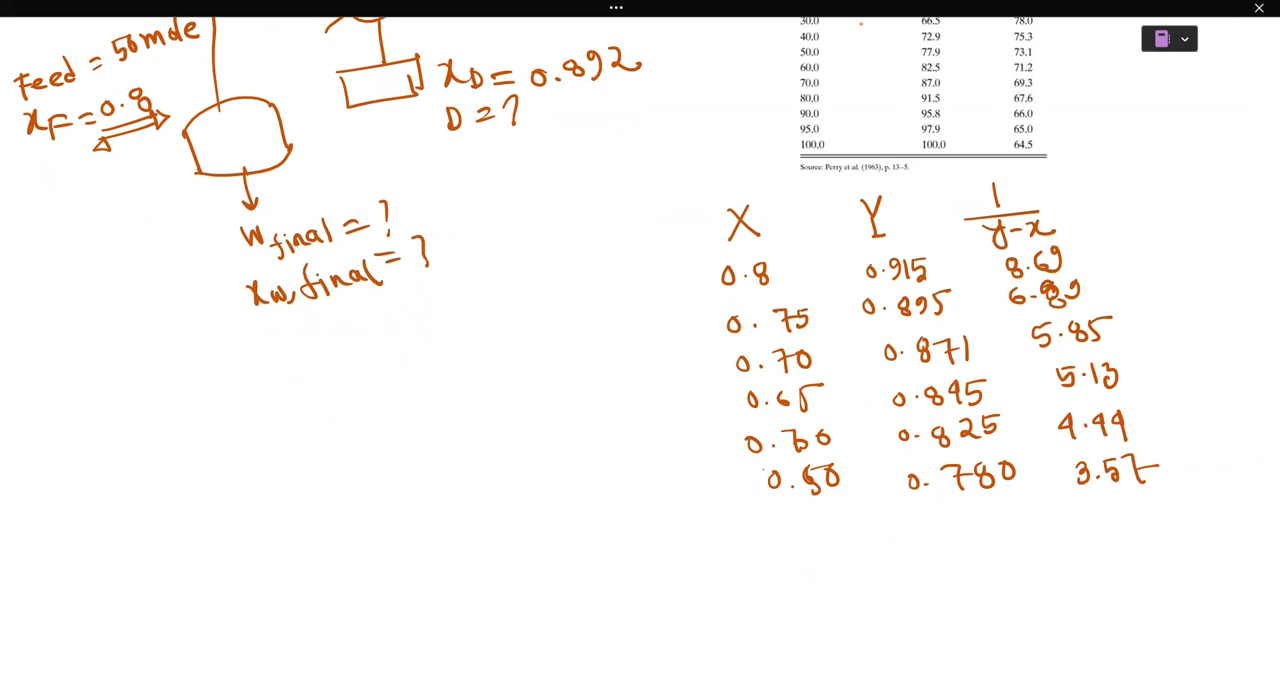 Feed = 50 mole
xF = 0.8
xD = 0.892
D = ?
W final = ?
xw, final = ?
30.0 66.5 78.0
40.0 72.9 75.3
50.0 77.9 73.1
60.0 82.5 71.2
70.0 87.0 69.3
80.0 91.5 67.6
90.0 95.8 66.0
95.0 97.9 65.0
100.0 100.0 64.5
Source: Perry et al. (1963), p. 13–5.
X Y 1
y-x
0.8 0.915 8.69
0.75 0.895 6.89
0.70 0.871 5.85
0.65 0.845 5.13
0.60 0.825 4.44
0.50 0.780 3.57